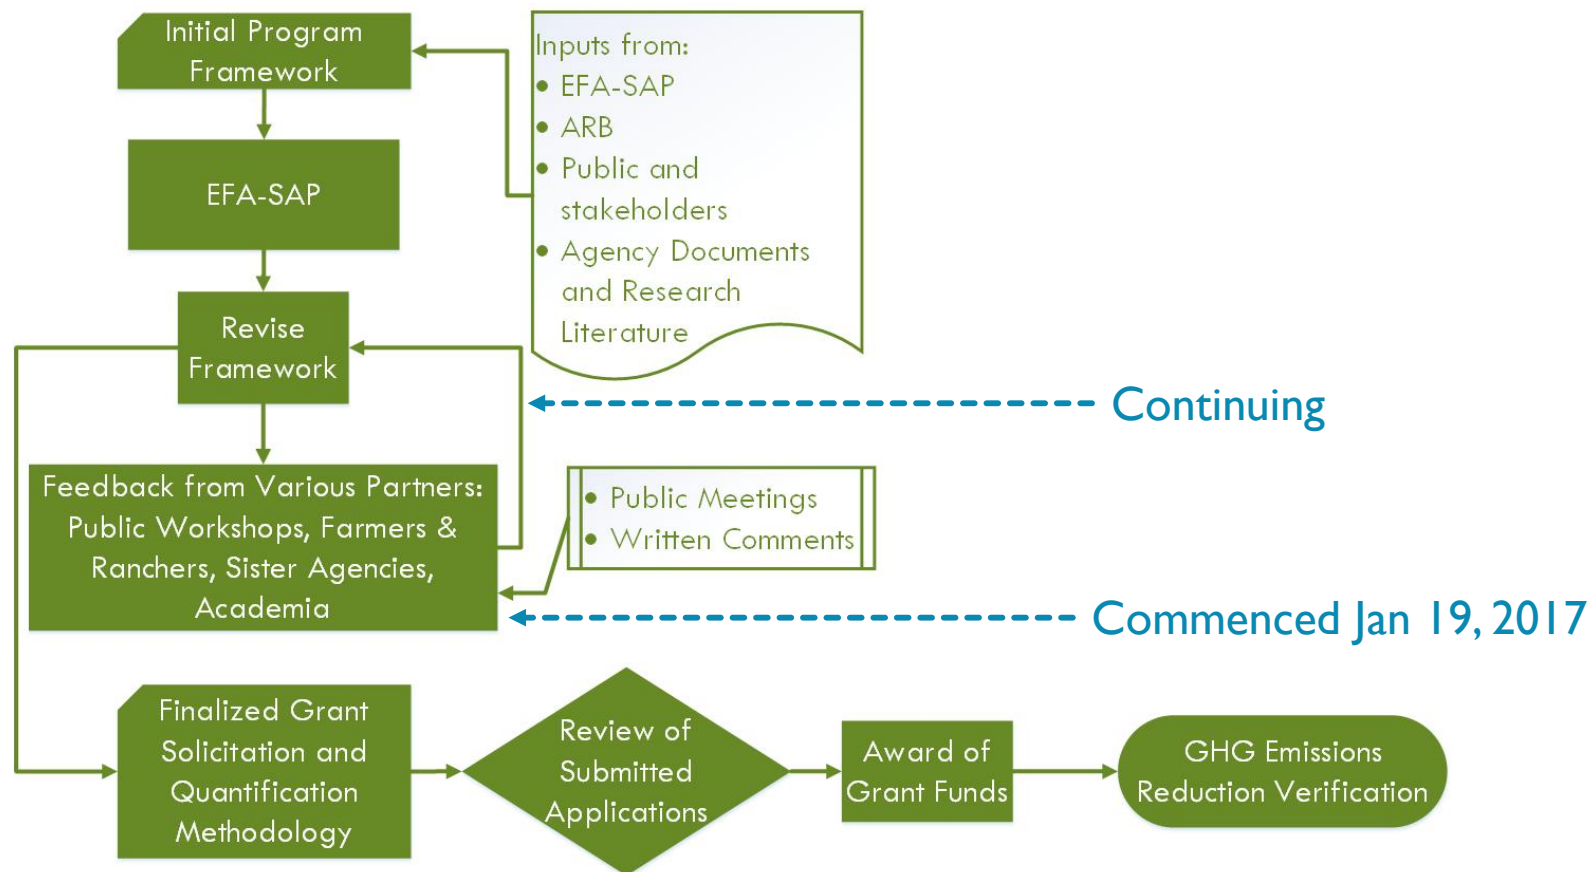 Initial Program
Framework
Inputs from:
• EFA-SAP
• ARB
• Public and
stakeholders
• Agency Documents
and Research
Literature
EFA-SAP
Revise
Framework
Continuing
Feedback from Various Partners:
Public Workshops, Farmers &
Ranchers, Sister Agencies,
Academia
• Public Meetings
• Written Comments
Commenced Jan 19, 2017
Finalized Grant
Solicitation and
Quantification
Methodology
Review of
Submitted
Applications
Award of
Grant Funds
GHG Emissions
Reduction Verification